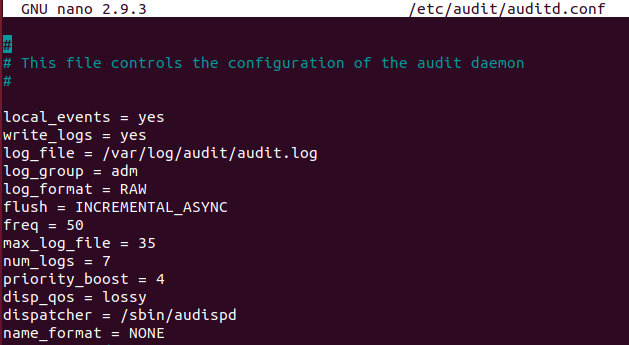 GNU nano 2.9.3 /etc/audit/auditd.conf
#
# This file controls the configuration of the audit daemon
#
local_events = yes
write_logs = yes
log_file = /var/log/audit/audit.log
log_group = adm
log_format = RAW
flush = INCREMENTAL_ASYNC
freq = 50
max_log_file = 35
num_logs = 7
priority_boost = 4
disp_qos = lossy
dispatcher = /sbin/audispd
name_format = NONE